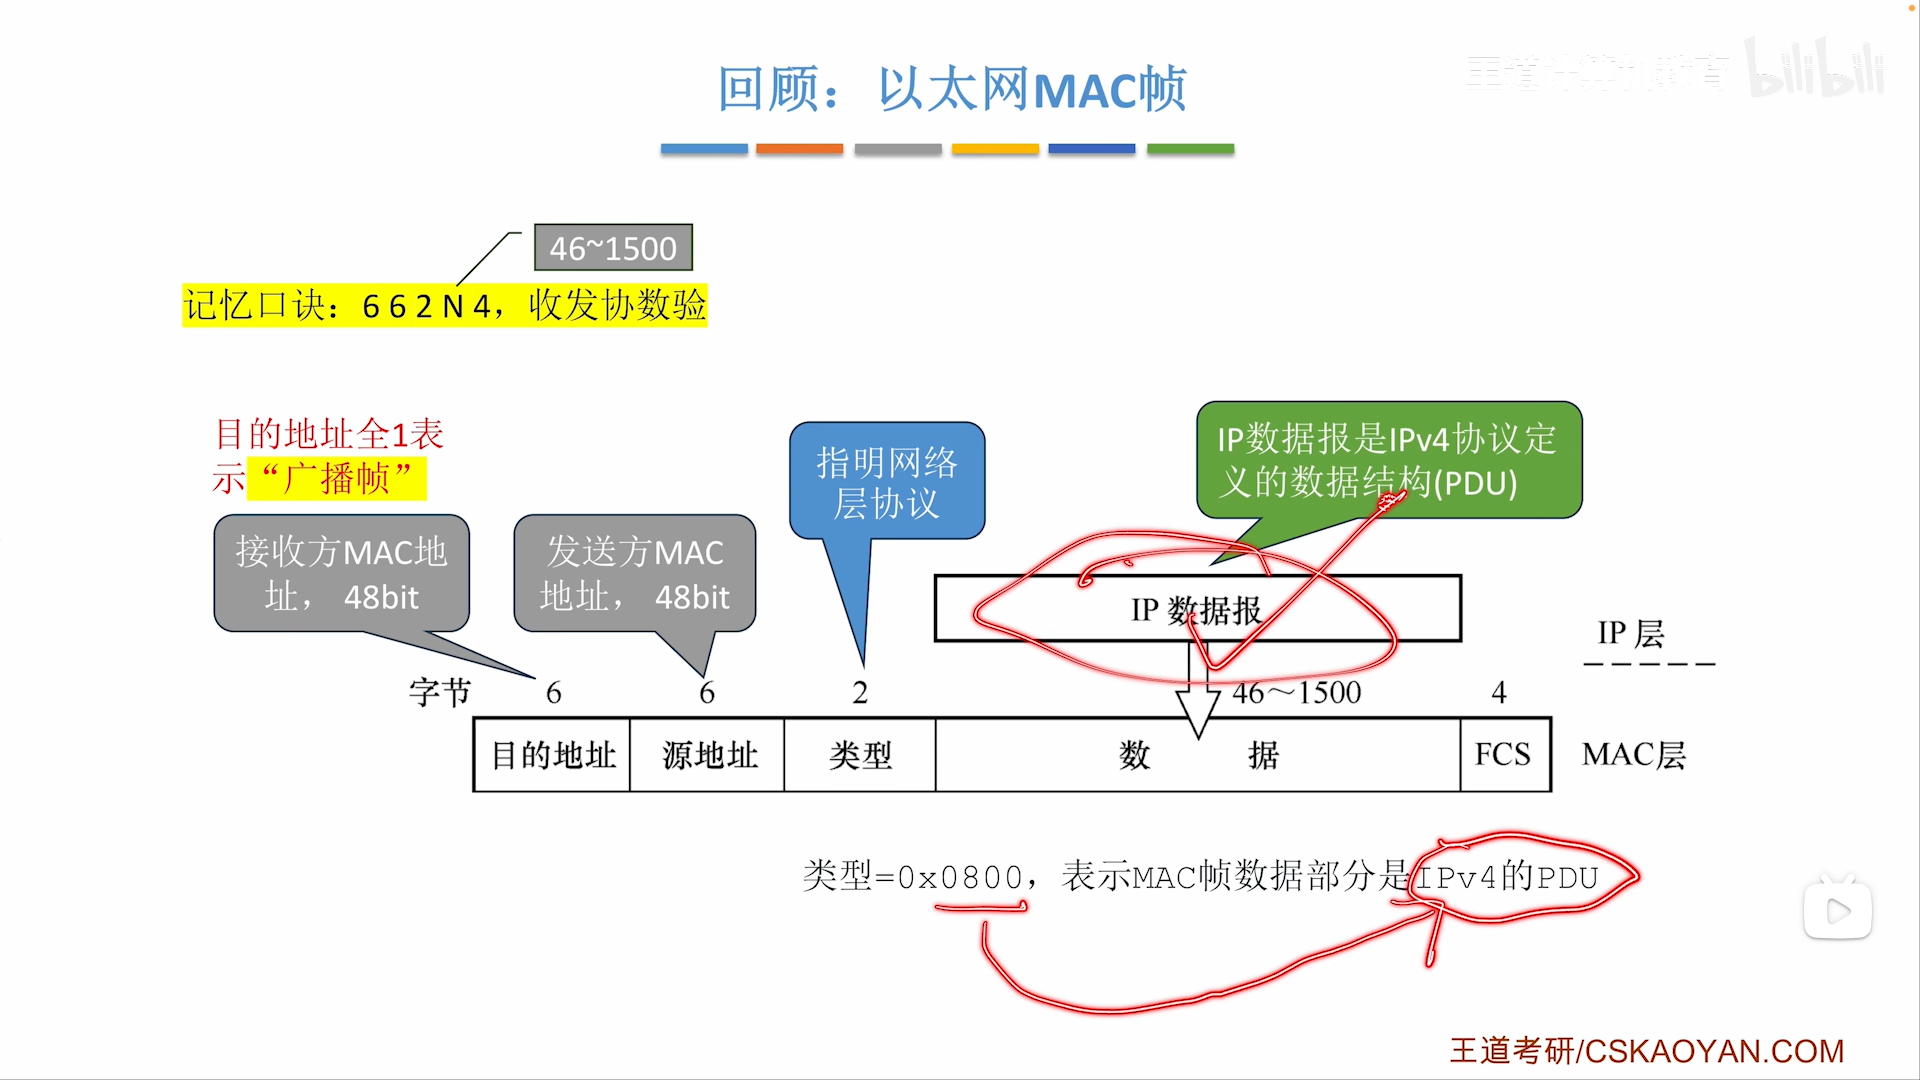 回顾：以太网MAC帧
王道计算机教育 bilibili
46~1500
记忆口诀：6 6 2 N 4，收发协数验
目的地址全1表
示“广播帧”
接收方MAC地
址， 48bit
发送方MAC
地址， 48bit
指明网络
层协议
IP数据报是IPv4协议定
义的数据结构(PDU)
IP 数据报
IP 层
字节 6 6 2 46～1500 4
目的地址 源地址 类型 数 据 FCS MAC层
类型=0x0800，表示MAC帧数据部分是IPv4的PDU
王道考研/CSKAOYAN.COM